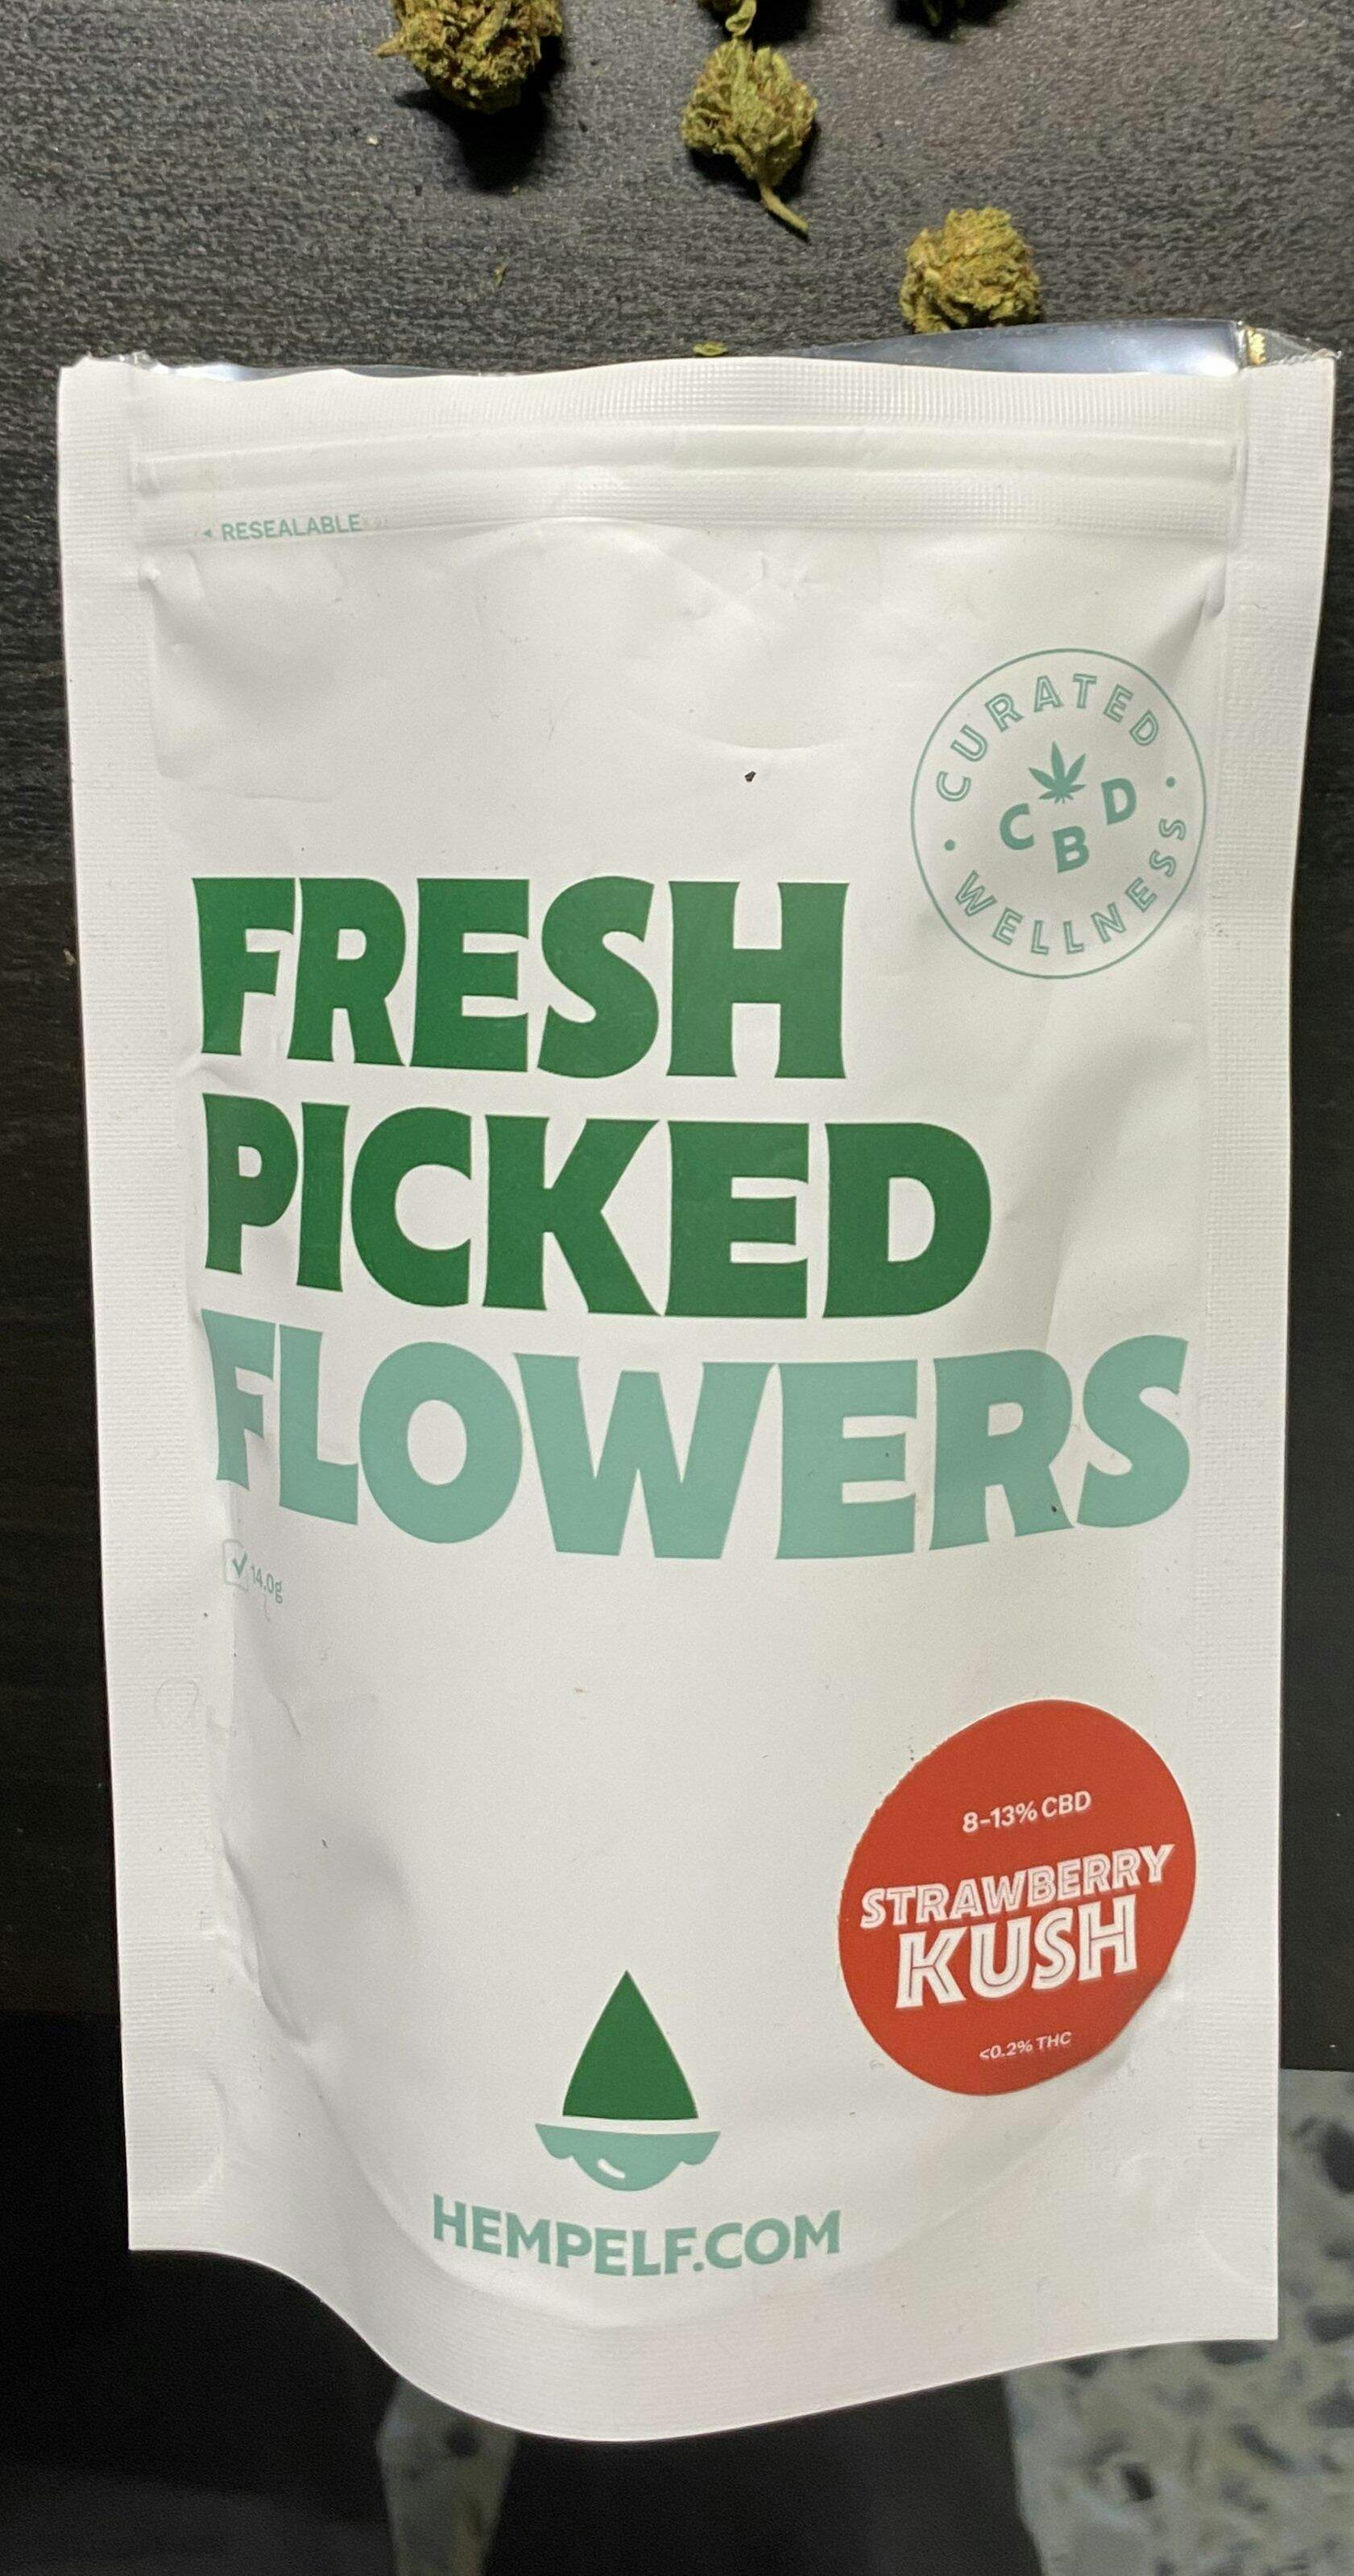 RESEALABLE
CURATED
CBD
WELLNESS
FRESH
PICKED
FLOWERS
14.0g
8-13% CBD
STRAWBERRY
KUSH
<0.2% THC
HEMPELF.COM